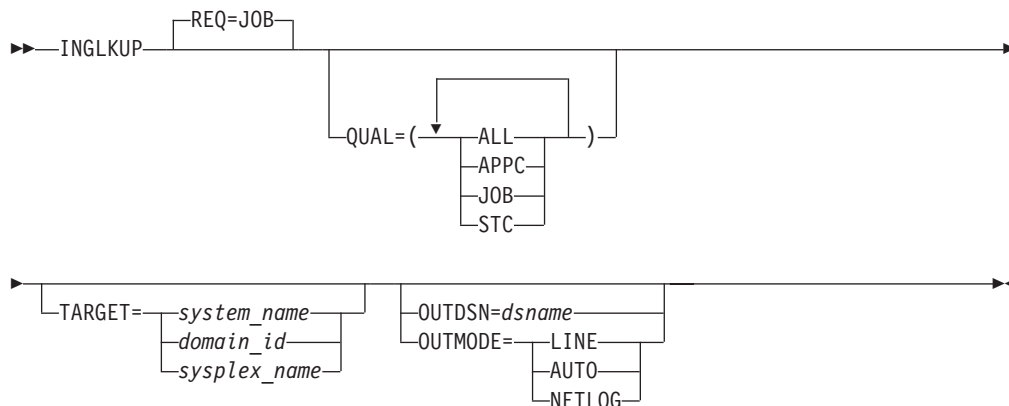 REQ=JOB
INGLKUP
QUAL=( ALL )
APPC
JOB
STC
TARGET= system_name
domain_id
sysplex_name
OUTDSN=dsname
OUTMODE= LINE
AUTO
NETLOG